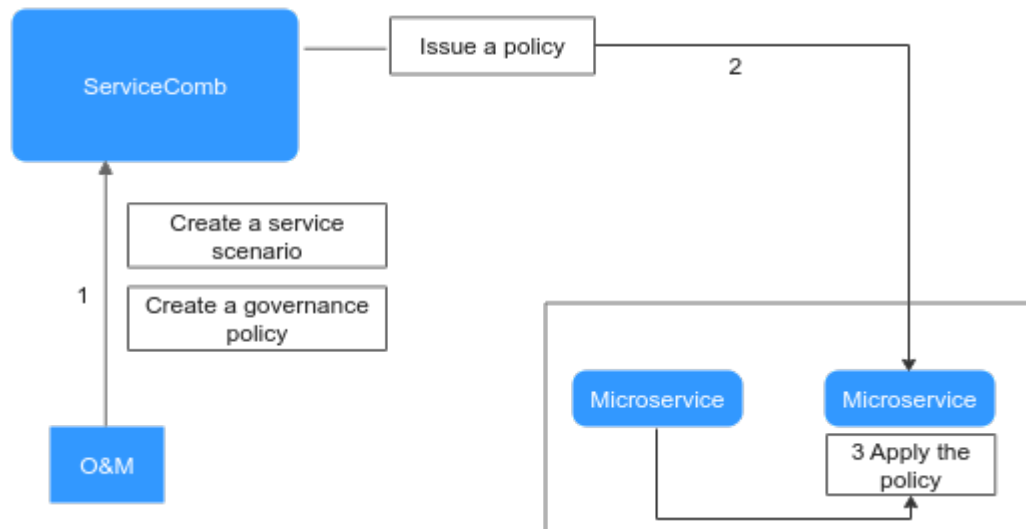 ServiceComb
Issue a policy
2
Create a service
scenario
1
Create a governance
policy
Microservice
Microservice
O&M
3 Apply the
policy